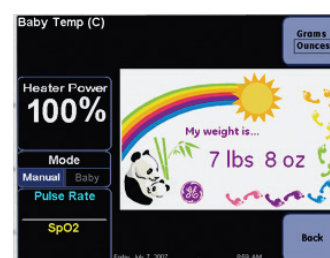 Baby Temp (C)
Grams
Ounces
Heater Power
100%
My weight is...
7 lbs 8 oz
Mode
Manual Baby
Pulse Rate
SpO2
Back